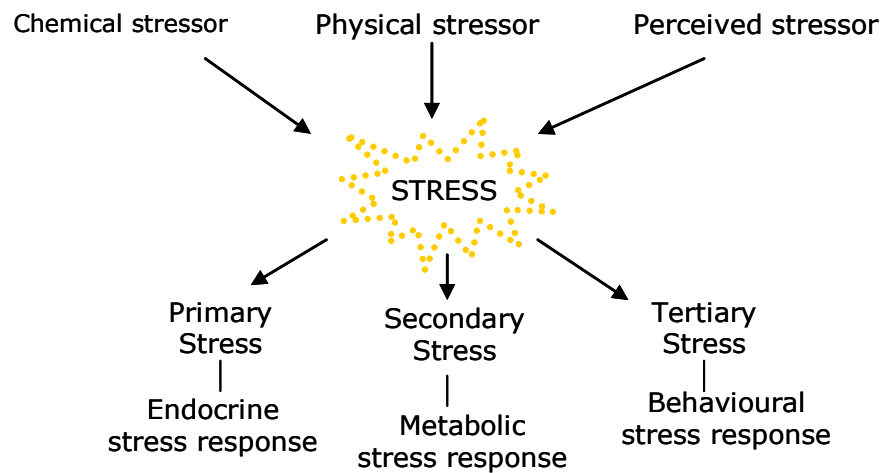 Chemical stressor
Physical stressor
Perceived stressor
STRESS
Primary
Stress
Endocrine
stress response
Secondary
Stress
Metabolic
stress response
Tertiary
Stress
Behavioural
stress response